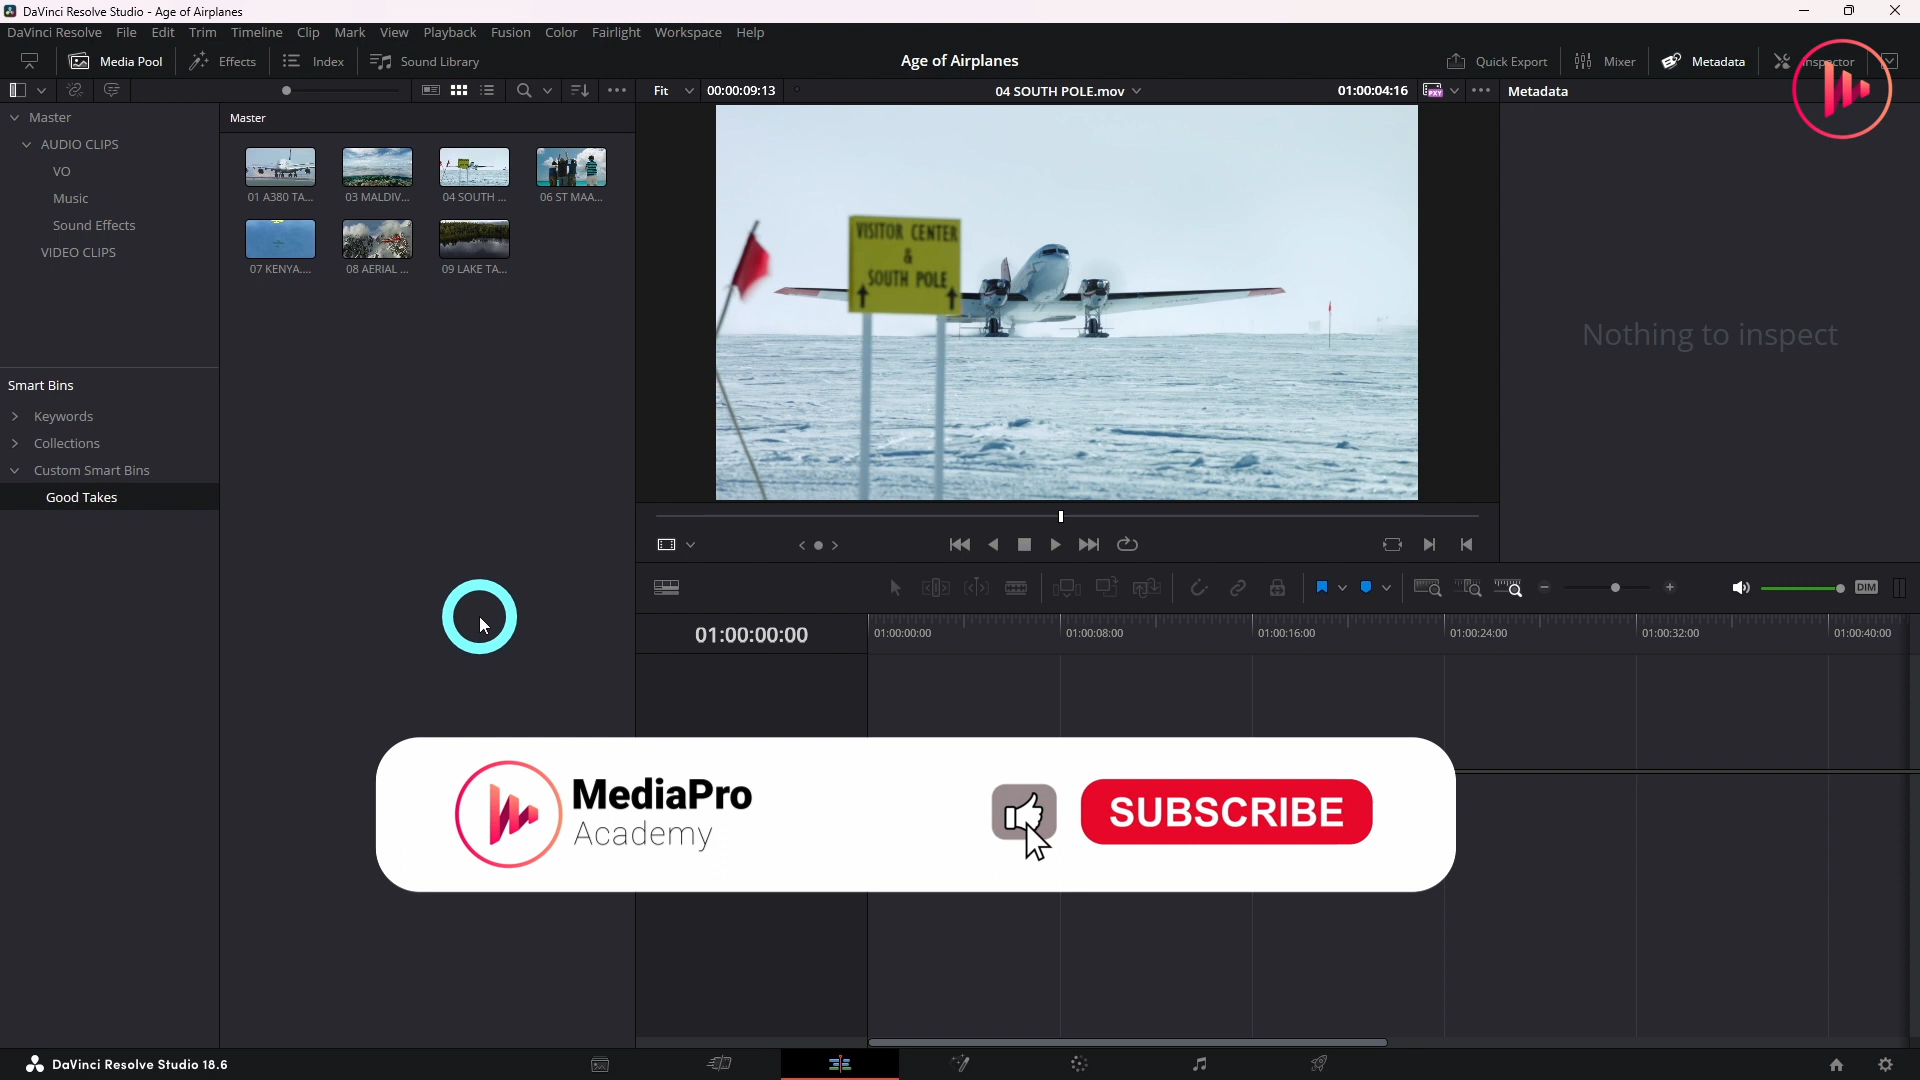 DaVinci Resolve Studio - Age of Airplanes
DaVinci Resolve File Edit Trim Timeline Clip Mark View Playback Fusion Color Fairlight Workspace Help
Media Pool Effects Index Sound Library Age of Airplanes Quick Export Mixer Metadata Inspector
Fit 00:00:09:13 04 SOUTH POLE.mov 01:00:04:16 PXY Metadata
Master
AUDIO CLIPS
VO
Music
Sound Effects
VIDEO CLIPS
Master
01 A380 TA... 03 MALDIV... 04 SOUTH ... 06 ST MAA...
07 KENYA.... 08 AERIAL ... 09 LAKE TA...
VISITOR CENTER
&
SOUTH POLE
Nothing to inspect
Smart Bins
Keywords
Collections
Custom Smart Bins
Good Takes
DIM
01:00:00:00 01:00:00:00 01:00:08:00 01:00:16:00 01:00:24:00 01:00:32:00 01:00:40:00
MediaPro
Academy
SUBSCRIBE
DaVinci Resolve Studio 18.6